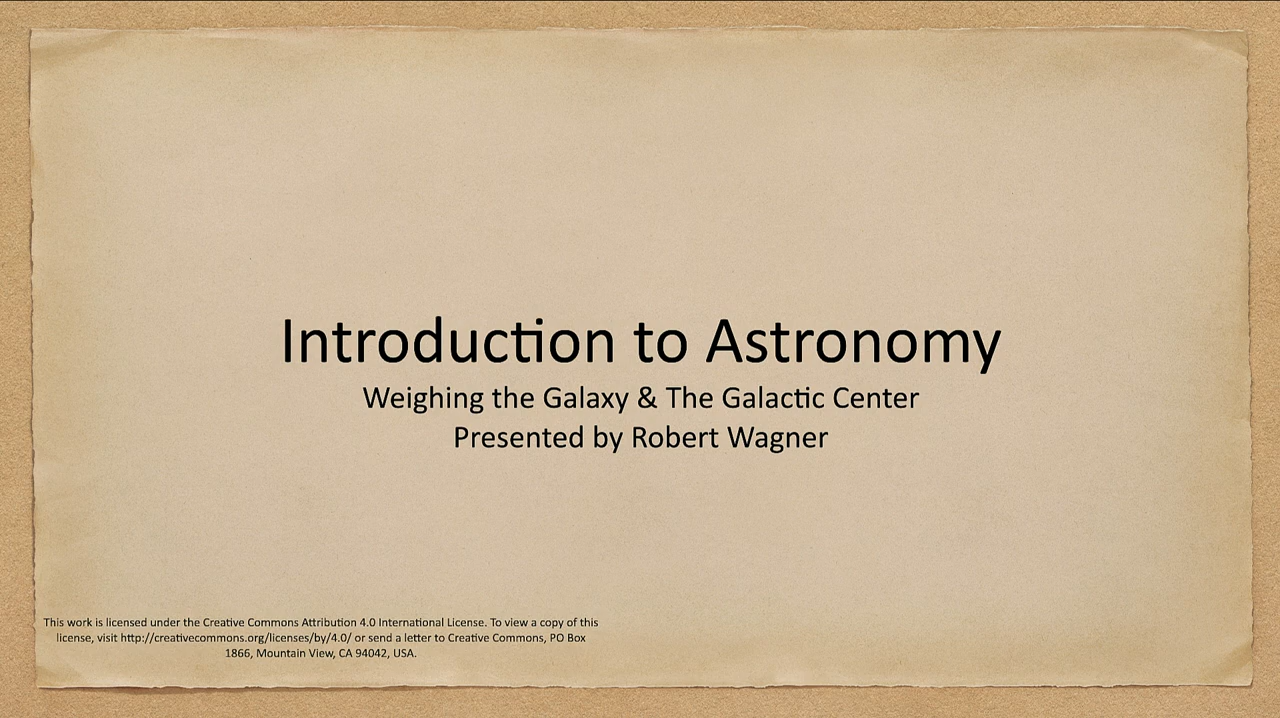 Introduction to Astronomy
Weighing the Galaxy & The Galactic Center
Presented by Robert Wagner
This work is licensed under the Creative Commons Attribution 4.0 International License. To view a copy of this
license, visit http://creativecommons.org/licenses/by/4.0/ or send a letter to Creative Commons, PO Box
1866, Mountain View, CA 94042, USA.